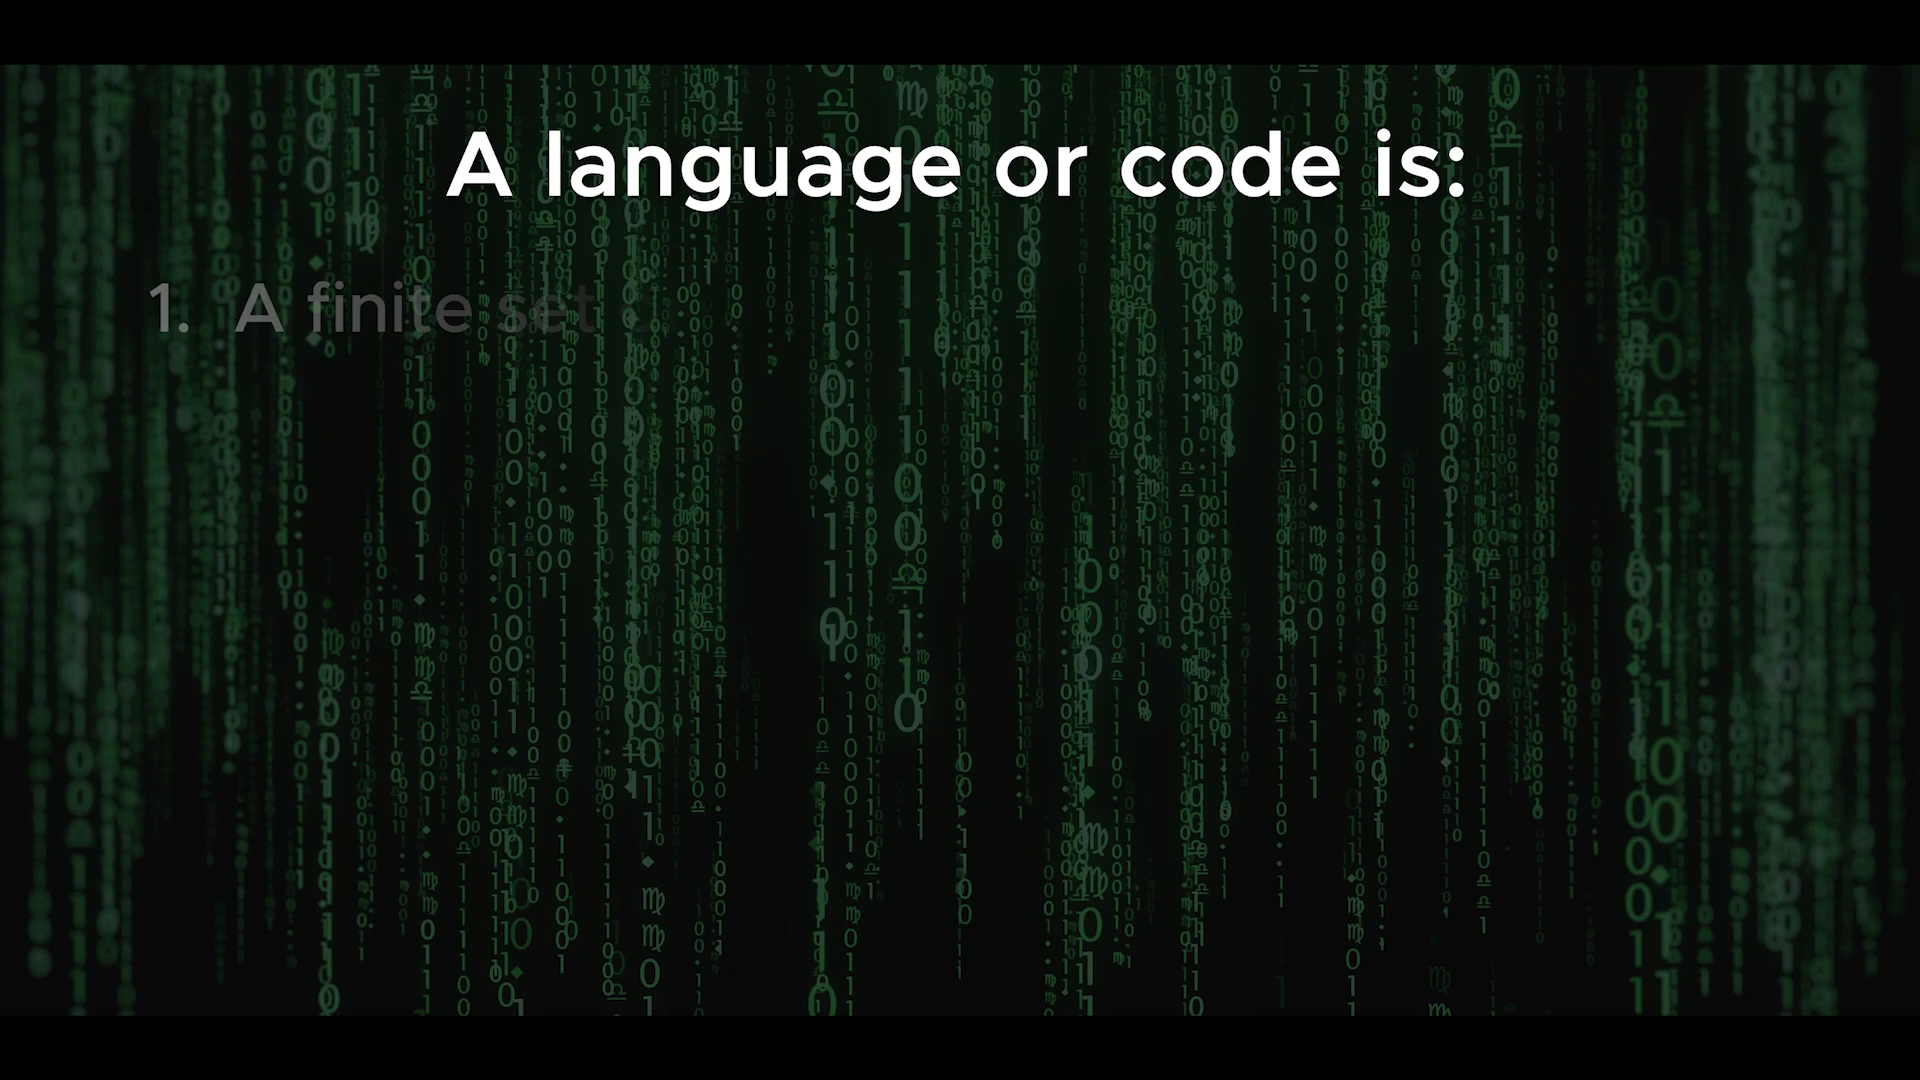 A language or code is:
1. A finite set